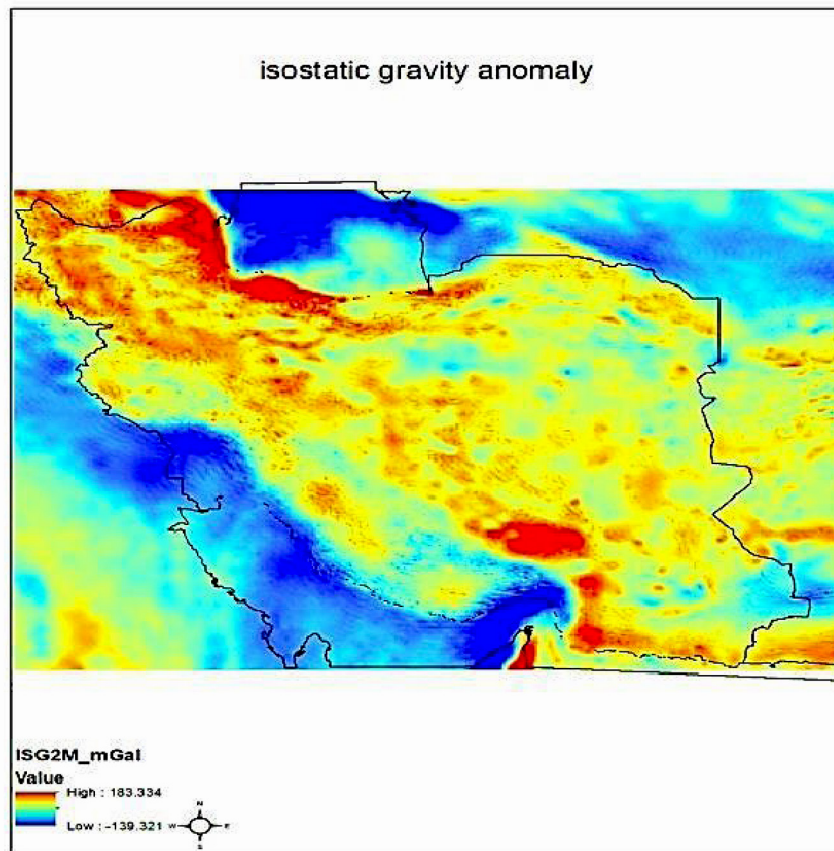 isostatic gravity anomaly
ISG2M_mGal
Value
High : 183.334
Low : -139.321
N
W
E
S